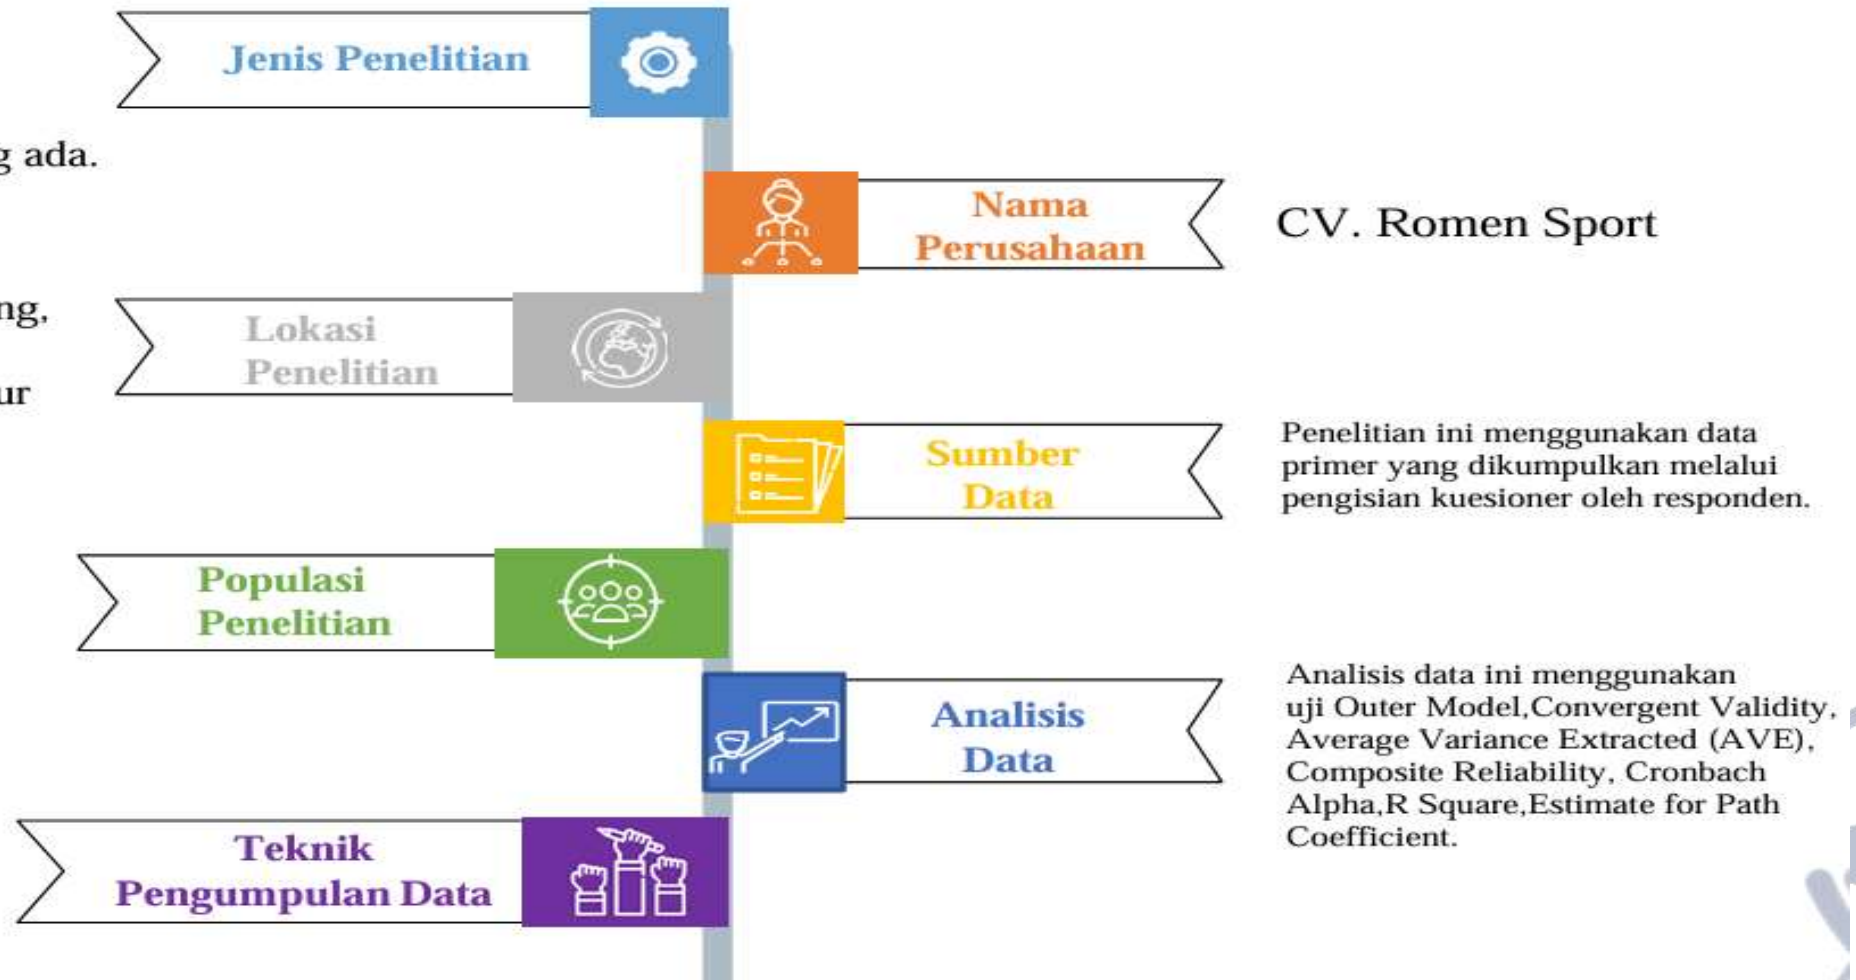 Jenis Penelitian
ada.
Nama
Perusahaan
CV. Romen Sport
Lokasi
Penelitian
Sumber
Data
Penelitian ini menggunakan data
primer yang dikumpulkan melalui
pengisian kuesioner oleh responden.
Populasi
Penelitian
Analisis
Data
Analisis data ini menggunakan
uji Outer Model,Convergent Validity,
Average Variance Extracted (AVE),
Composite Reliability, Cronbach
Alpha,R Square,Estimate for Path
Coefficient.
Teknik
Pengumpulan Data